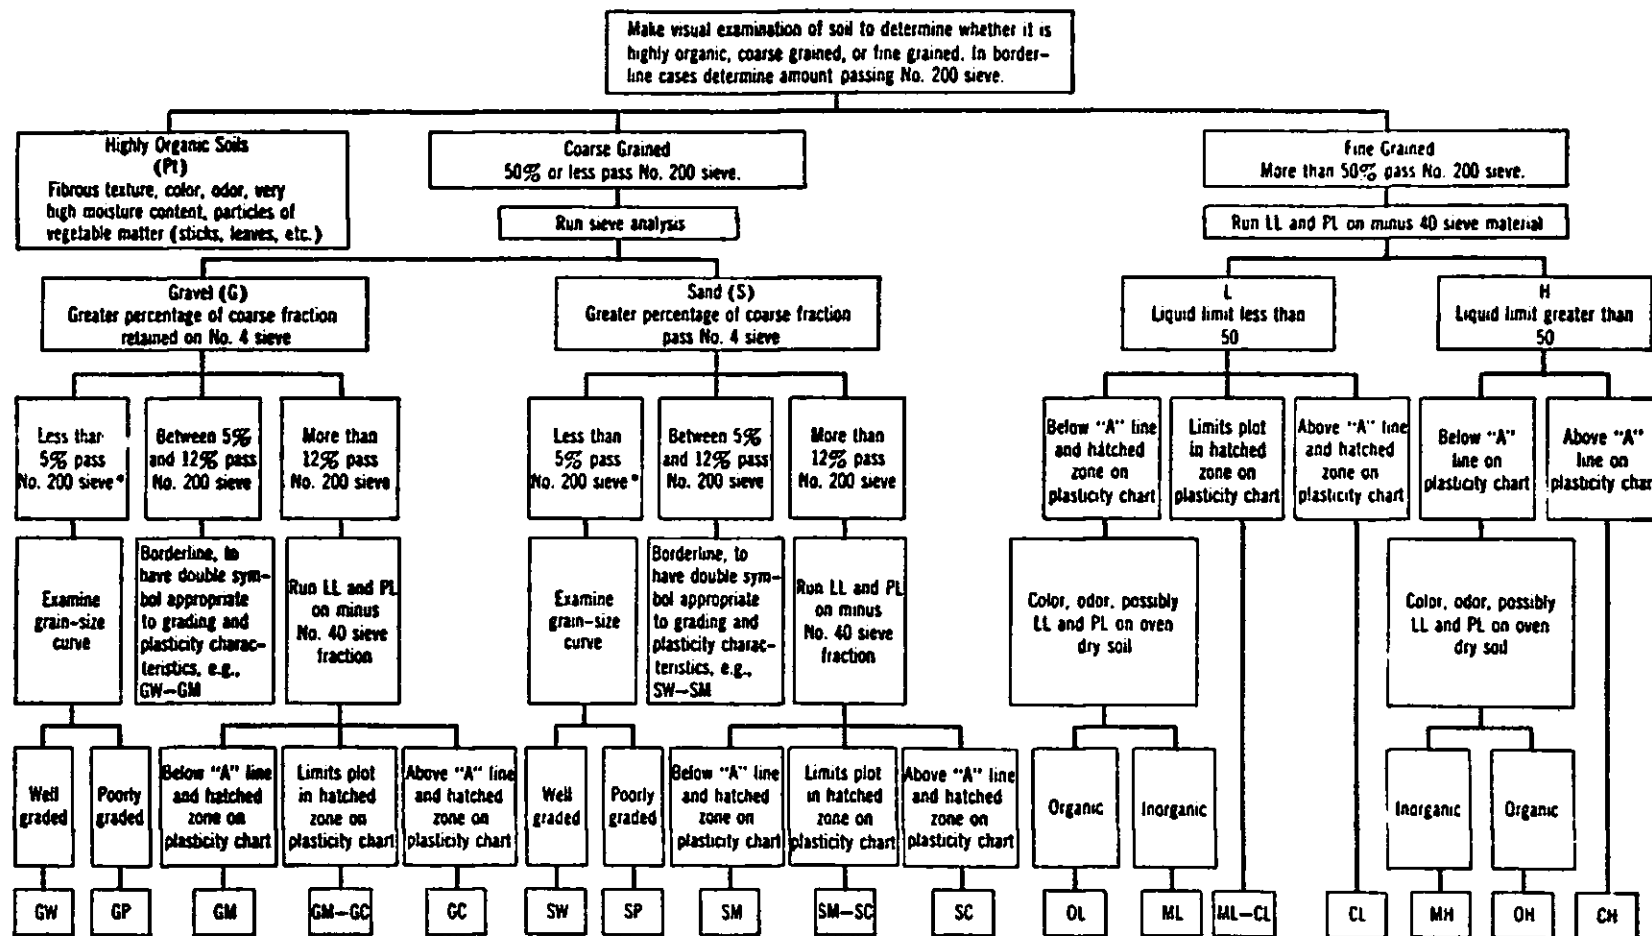 Make visual examination of soil to determine whether it is
highly organic, coarse grained, or fine grained. In border-
line cases determine amount passing No. 200 sieve.
Highly Organic Soils
(Pt)
Fibrous texture, color, odor, very
high moisture content, particles of
vegetable matter (sticks, leaves, etc.)
Coarse Grained
50% or less pass No. 200 sieve.
Run sieve analysis
Fine Grained
More than 50% pass No. 200 sieve.
Run LL and PL on minus 40 sieve material
Gravel (G)
Greater percentage of coarse fraction
retained on No. 4 sieve
Sand (S)
Greater percentage of coarse fraction
pass No. 4 sieve
L
Liquid limit less than
50
H
Liquid limit greater than
50
Less than
5% pass
No. 200 sieve*
Between 5%
and 12% pass
No. 200 sieve
More than
12% pass
No. 200 sieve
Less than
5% pass
No. 200 sieve*
Between 5%
and 12% pass
No. 200 sieve
More than
12% pass
No. 200 sieve
Below "A" line
and hatched
zone on
plasticity chart
Limits plot
in hatched
zone on
plasticity chart
Above "A" line
and hatched
zone on
plasticity chart
Below "A"
line on
plasticity chart
Above "A"
line on
plasticity chart
Examine
grain-size
curve
Borderline, to
have double sym-
bol appropriate
to grading and
plasticity charac-
teristics, e.g.,
GW-GM
Run LL and PL
on minus
No. 40 sieve
fraction
Examine
grain-size
curve
Borderline, to
have double sym-
bol appropriate
to grading and
plasticity charac-
teristics, e.g.,
SW-SM
Run LL and PL
on minus
No. 40 sieve
fraction
Color, odor, possibly
LL and PL on oven
dry soil
Color, odor, possibly
LL and PL on oven
dry soil
Well
graded
Poorly
graded
Below "A" line
and hatched
zone on
plasticity chart
Limits plot
in hatched
zone on
plasticity chart
Above "A" line
and hatched
zone on
plasticity chart
Well
graded
Poorly
graded
Below "A" line
and hatched
zone on
plasticity chart
Limits plot
in hatched
zone on
plasticity chart
Above "A" line
and hatched
zone on
plasticity chart
Organic
Inorganic
Inorganic
Organic
GW
GP
GM
GM-GC
GC
SW
SP
SM
SM-SC
SC
OL
ML
ML-CL
CL
MH
OH
CH